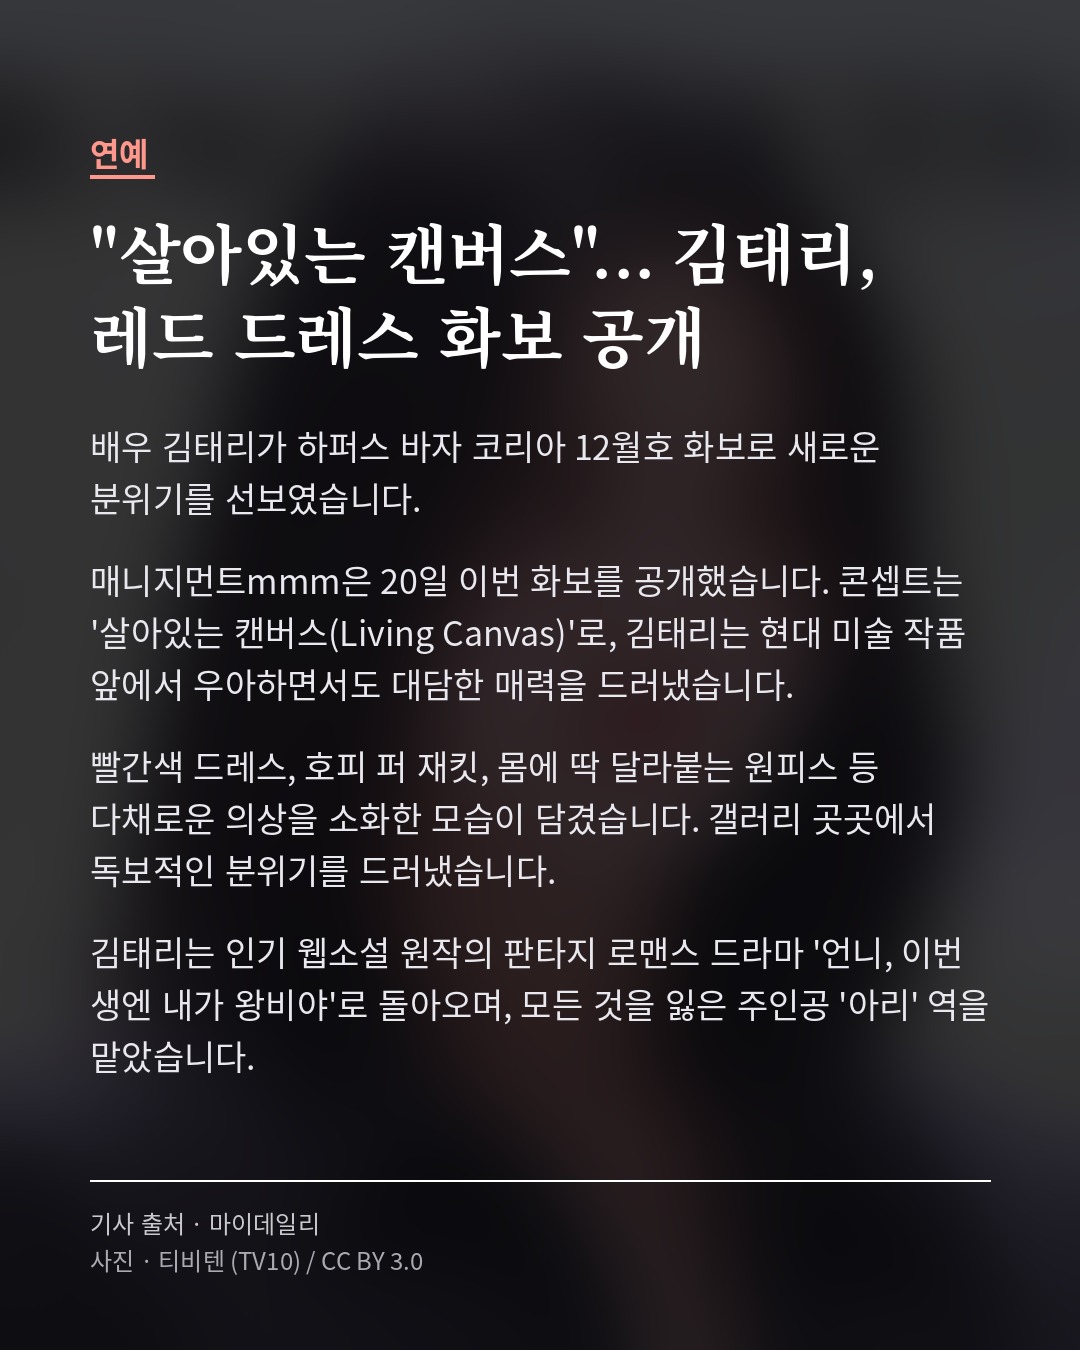 연예
"살아있는 캔버스"... 김태리,
레드 드레스 화보 공개
배우 김태리가 하퍼스 바자 코리아 12월호 화보로 새로운
분위기를 선보였습니다.
매니지먼트mmm은 20일 이번 화보를 공개했습니다. 콘셉트는
'살아있는 캔버스(Living Canvas)'로, 김태리는 현대 미술 작품
앞에서 우아하면서도 대담한 매력을 드러냈습니다.
빨간색 드레스, 호피 퍼 재킷, 몸에 딱 달라붙는 원피스 등
다채로운 의상을 소화한 모습이 담겼습니다. 갤러리 곳곳에서
독보적인 분위기를 드러냈습니다.
김태리는 인기 웹소설 원작의 판타지 로맨스 드라마 '언니, 이번
생엔 내가 왕비야'로 돌아오며, 모든 것을 잃은 주인공 '아리' 역을
맡았습니다.
기사 출처 · 마이데일리
사진 · 티비텐 (TV10) / CC BY 3.0